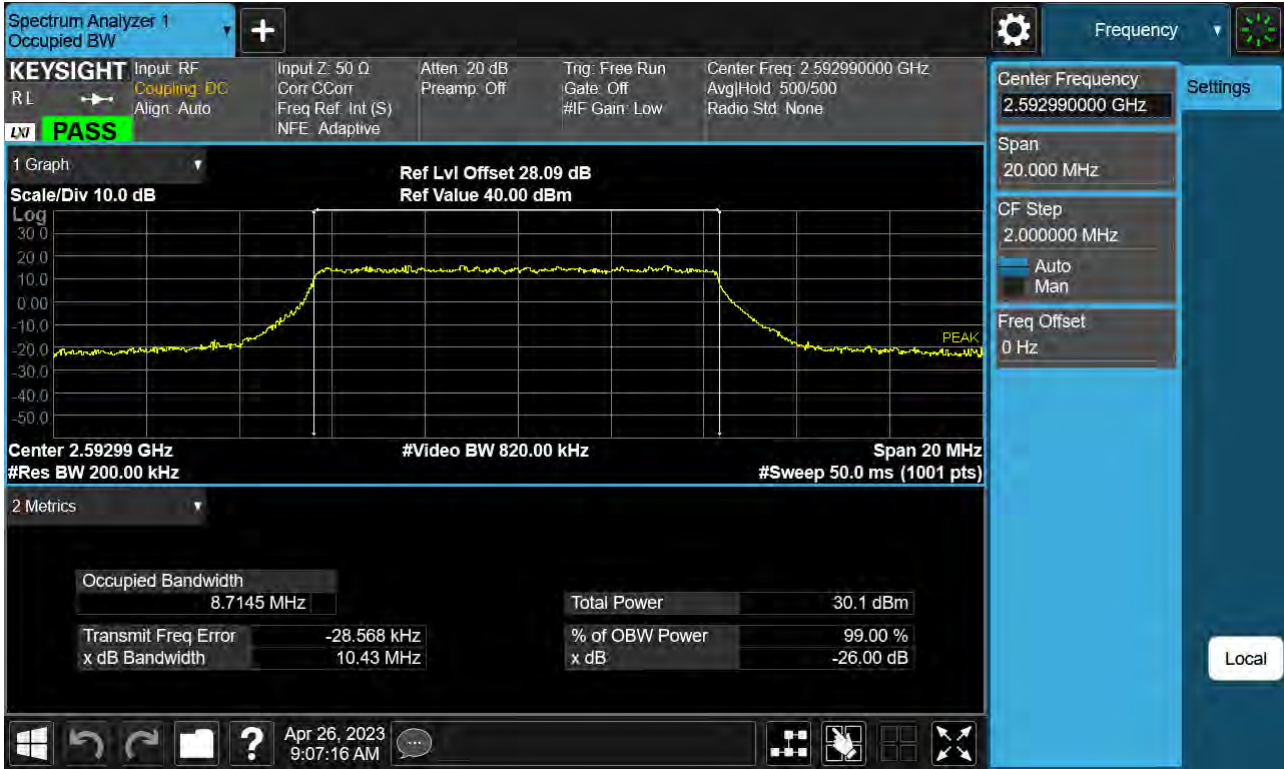 Spectrum Analyzer 1
Occupied BW
Frequency
KEYSIGHT
R L
LXI
PASS
Input: RF
Coupling: DC
Align: Auto
Input Z: 50 Ω
Corr CCorr
Freq Ref: Int (S)
NFE: Adaptive
Atten: 20 dB
Preamp: Off
Trig: Free Run
Gate: Off
#IF Gain: Low
Center Freq: 2.592990000 GHz
Avg|Hold: 500/500
Radio Std: None
1 Graph
Scale/Div 10.0 dB
Ref Lvl Offset 28.09 dB
Ref Value 40.00 dBm
Log
30.0
20.0
10.0
0.00
-10.0
-20.0
-30.0
-40.0
-50.0
PEAK
Center 2.59299 GHz
#Video BW 820.00 kHz
Span 20 MHz
#Res BW 200.00 kHz
#Sweep 50.0 ms (1001 pts)
2 Metrics
Occupied Bandwidth
8.7145 MHz
Total Power 30.1 dBm
Transmit Freq Error -28.568 kHz
% of OBW Power 99.00 %
x dB Bandwidth 10.43 MHz
x dB -26.00 dB
Center Frequency
2.592990000 GHz
Settings
Span
20.000 MHz
CF Step
2.000000 MHz
Auto
Man
Freq Offset
0 Hz
Local
?
Apr 26, 2023
9:07:16 AM